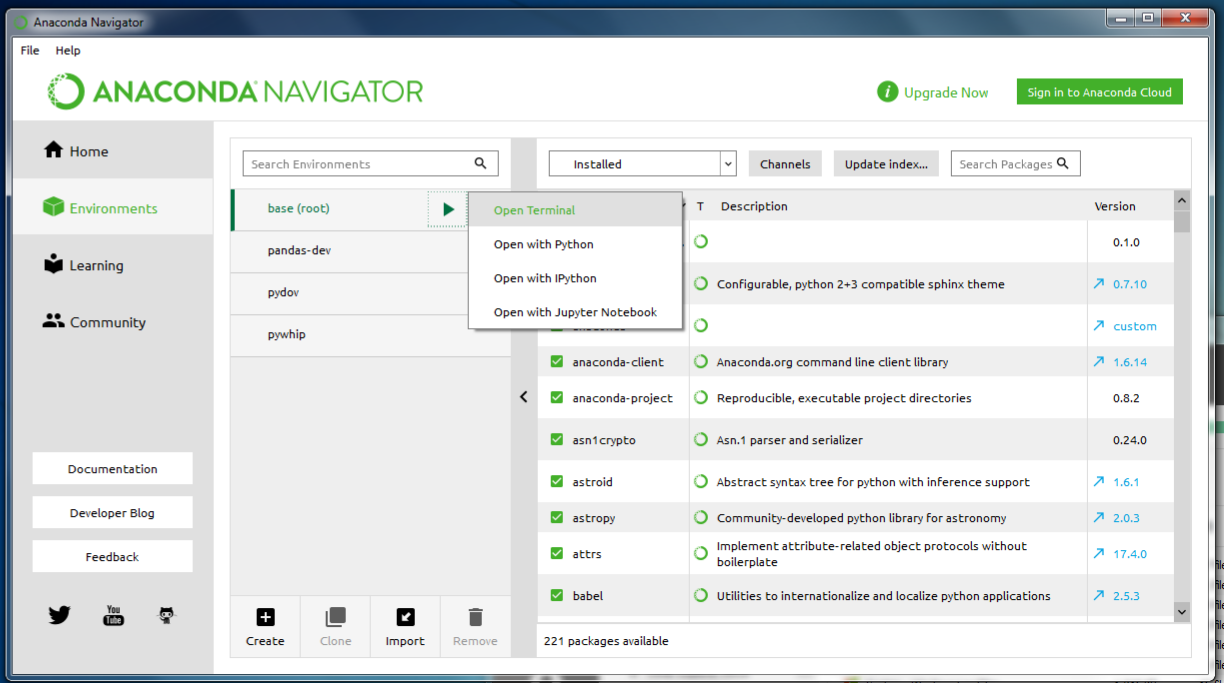 Anaconda Navigator
File Help
ANACONDA NAVIGATOR
i Upgrade Now
Sign in to Anaconda Cloud
Home
Environments
Learning
Community
Documentation
Developer Blog
Feedback
You Tube
Search Environments
base (root)
pandas-dev
pydov
pywhip
Open Terminal
Open with Python
Open with IPython
Open with Jupyter Notebook
Create Clone Import Remove
Installed Channels Update index... Search Packages
T Description Version
0.1.0
Configurable, python 2+3 compatible sphinx theme 0.7.10
custom
anaconda-client Anaconda.org command line client library 1.6.14
anaconda-project Reproducible, executable project directories 0.8.2
asn1crypto Asn.1 parser and serializer 0.24.0
astroid Abstract syntax tree for python with inference support 1.6.1
astropy Community-developed python library for astronomy 2.0.3
attrs Implement attribute-related object protocols without
boilerplate 17.4.0
babel Utilities to internationalize and localize python applications 2.5.3
221 packages available